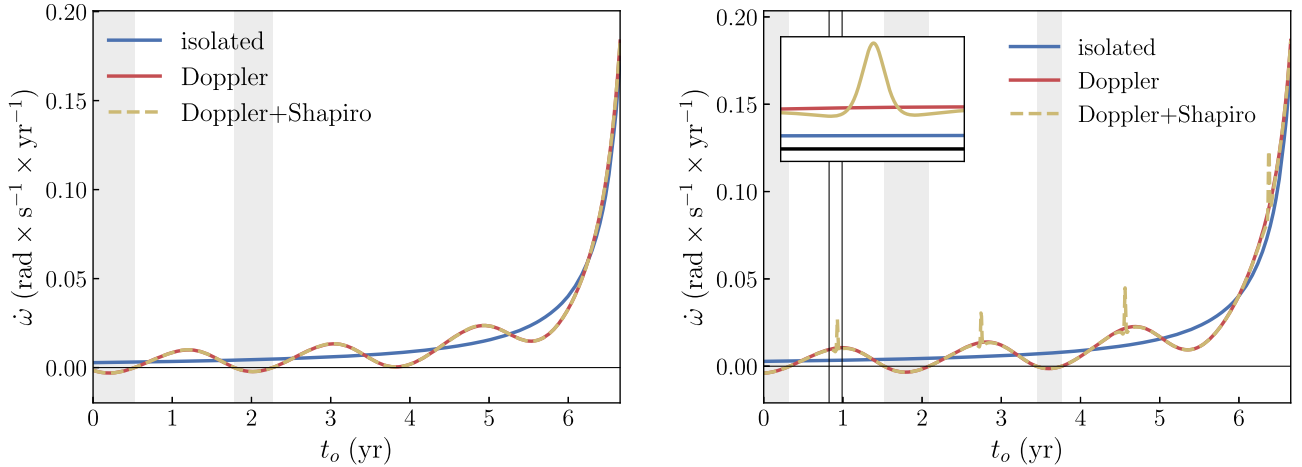 0.20
0.15
0.10
0.05
0.00
ω̇ (rad × s⁻¹ × yr⁻¹)
isolated
Doppler
Doppler+Shapiro
0 1 2 3 4 5 6
tₒ (yr)
0.20
0.15
0.10
0.05
0.00
ω̇ (rad × s⁻¹ × yr⁻¹)
isolated
Doppler
Doppler+Shapiro
0 1 2 3 4 5 6
tₒ (yr)